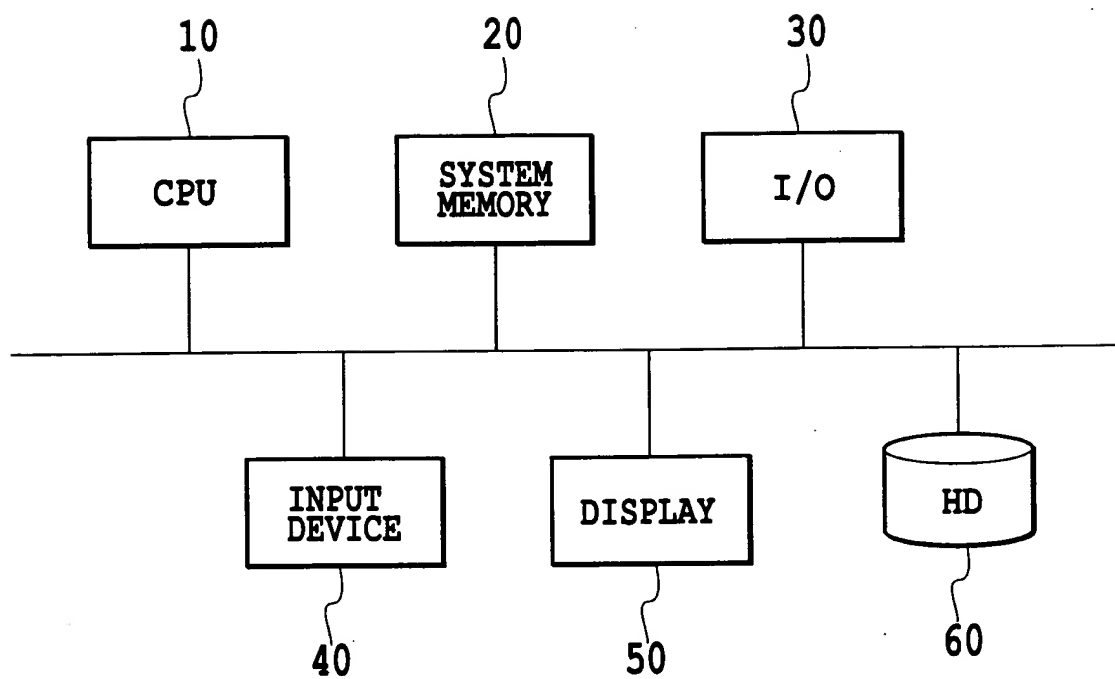 10
20
30
CPU
SYSTEM
MEMORY
I/O
INPUT
DEVICE
DISPLAY
HD
40
50
60